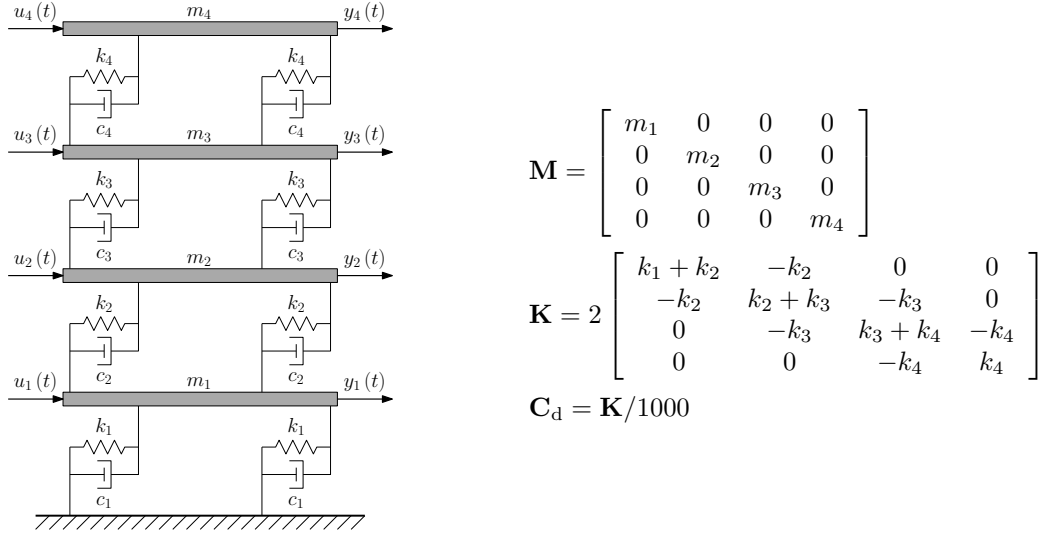 u₄(t) m₄ y₄(t)
k₄ k₄
c₄ c₄
u₃(t) m₃ y₃(t)
k₃ k₃
c₃ c₃
u₂(t) m₂ y₂(t)
k₂ k₂
c₂ c₂
u₁(t) m₁ y₁(t)
k₁ k₁
c₁ c₁
M = [
m₁ 0 0 0
0 m₂ 0 0
0 0 m₃ 0
0 0 0 m₄
]
K = 2 [
k₁ + k₂ −k₂ 0 0
−k₂ k₂ + k₃ −k₃ 0
0 −k₃ k₃ + k₄ −k₄
0 0 −k₄ k₄
]
C_d = K/1000